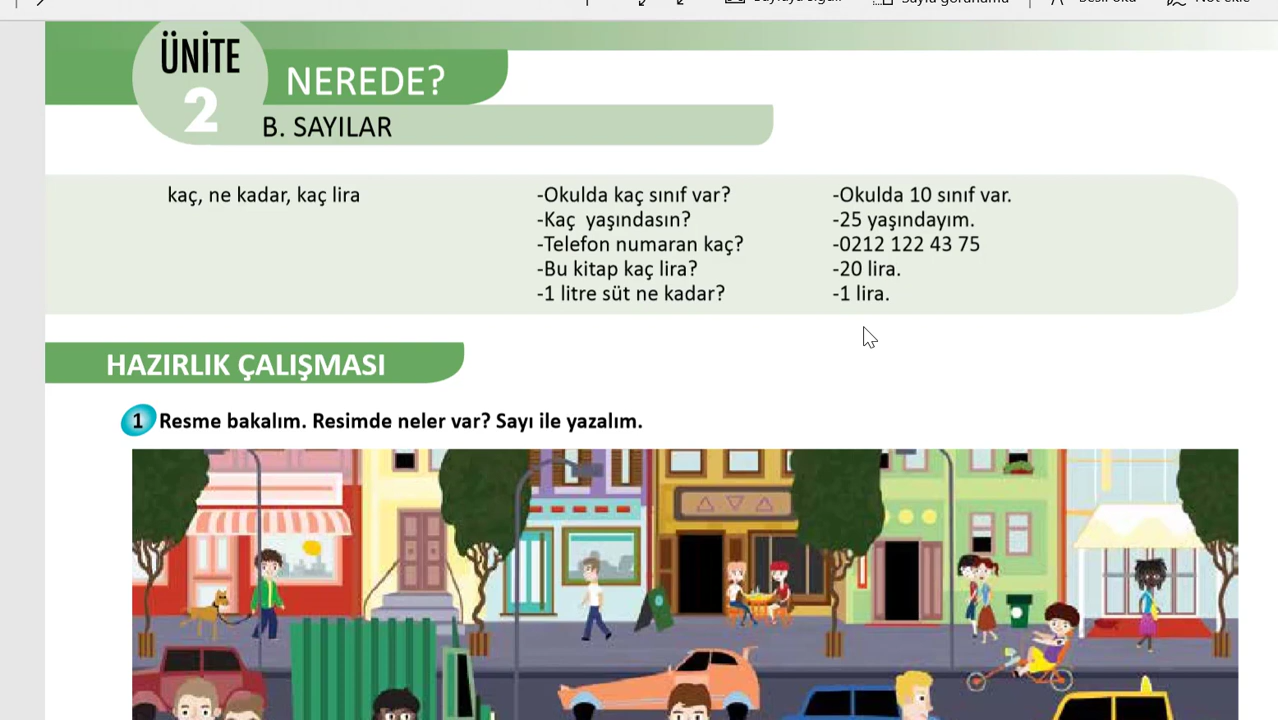 ÜNİTE
2
NEREDE?
B. SAYILAR
kaç, ne kadar, kaç lira
-Okulda kaç sınıf var?
-Kaç yaşındasın?
-Telefon numaran kaç?
-Bu kitap kaç lira?
-1 litre süt ne kadar?
-Okulda 10 sınıf var.
-25 yaşındayım.
-0212 122 43 75
-20 lira.
-1 lira.
HAZIRLIK ÇALIŞMASI
1 Resme bakalım. Resimde neler var? Sayı ile yazalım.